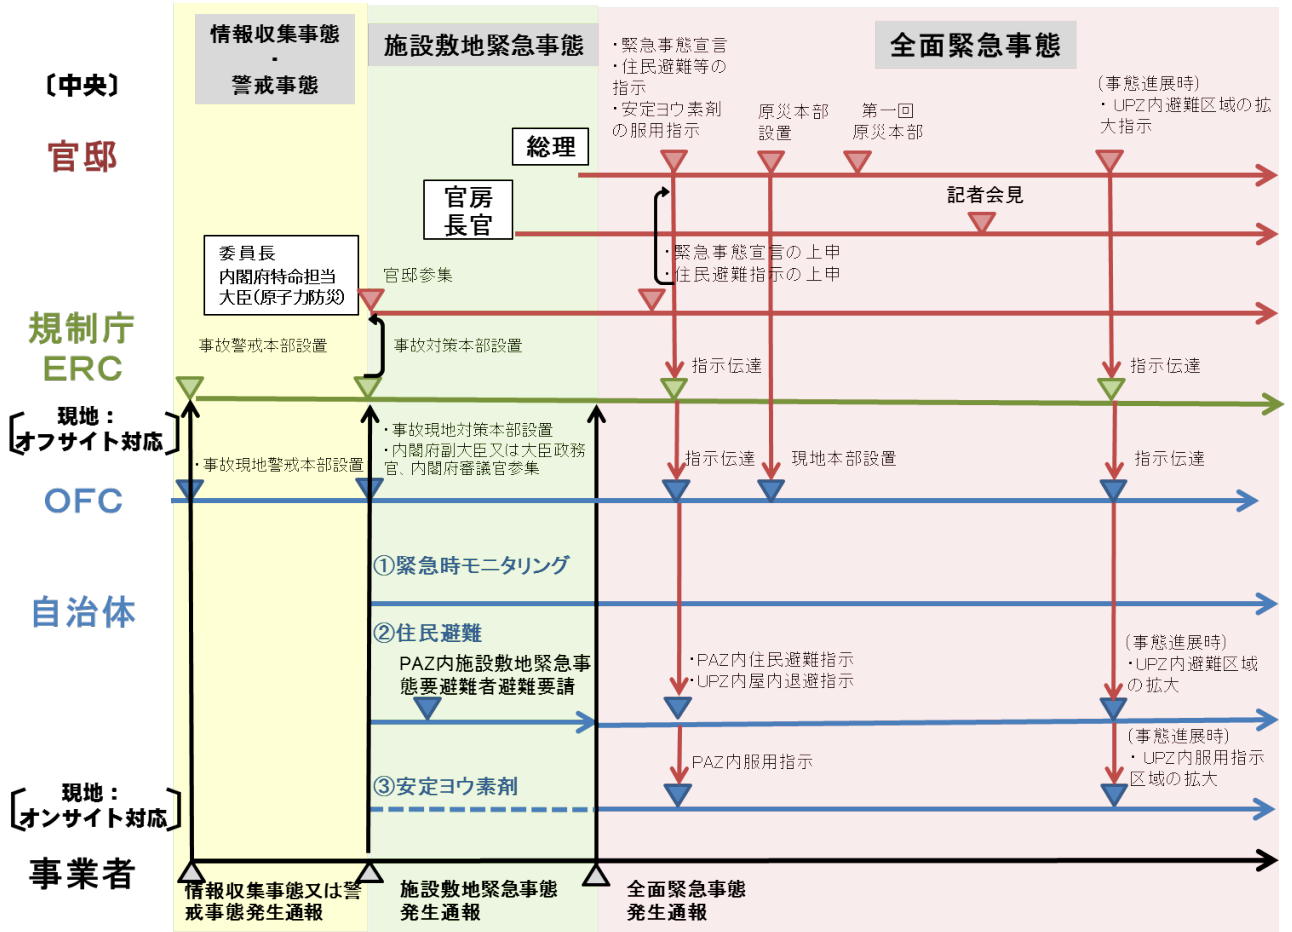 情報収集事態
・
警戒事態
施設敷地緊急事態
全面緊急事態
〔中央〕
官邸
・緊急事態宣言
・住民避難等の
指示
・安定ヨウ素剤
の服用指示
原災本部
設置
第一回
原災本部
(事態進展時)
・UPZ内避難区域の拡
大指示
総理
官房
長官
記者会見
委員長
内閣府特命担当
大臣(原子力防災)
官邸参集
・緊急事態宣言の上申
・住民避難指示の上申
規制庁
ERC
事故警戒本部設置
事故対策本部設置
指示伝達
指示伝達
現地：
オフサイト対応
・事故現地警戒本部設置
・事故現地対策本部設置
・内閣府副大臣又は大臣政務
官、内閣府審議官参集
指示伝達
現地本部設置
指示伝達
OFC
①緊急時モニタリング
自治体
②住民避難
PAZ内施設敷地緊急事
態要避難者避難要請
・PAZ内住民避難指示
・UPZ内屋内退避指示
(事態進展時)
・UPZ内避難区域
の拡大
PAZ内服用指示
(事態進展時)
・UPZ内服用指示
区域の拡大
③安定ヨウ素剤
現地：
オンサイト対応
事業者
情報収集事態又は警
戒事態発生通報
施設敷地緊急事態
発生通報
全面緊急事態
発生通報